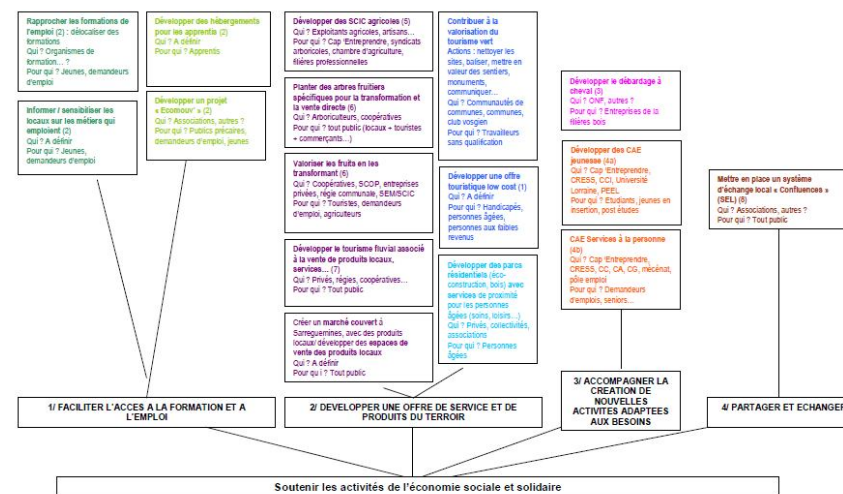 Rapprocher les formations de
l'emploi (2) : délocaliser des
formations
Qui ? Organismes de
formation… ?
Pour qui ? Jeunes, demandeurs
d'emploi
Informer / sensibiliser les
locaux sur les métiers qui
emploient (2)
Qui ? A définir
Pour qui ? Jeunes,
demandeurs d'emploi
Développer des hébergements
pour les apprentis (2)
Qui ? A définir
Pour qui ? Apprentis
Développer un projet
« Ecomouv' » (2)
Qui ? Associations, autres ?
Pour qui ? Publics précaires,
demandeurs d'emploi, jeunes
Développer des SCIC agricoles (5)
Qui ? Exploitants agricoles, artisans…
Pour qui ? Cap 'Entreprendre, syndicats
arboricoles, chambre d'agriculture,
filières professionnelles
Planter des arbres fruitiers
spécifiques pour la transformation et
la vente directe (6)
Qui ? Arboriculteurs, coopératives
Pour qui ? tout public (locaux + touristes
+ commerçants…)
Valoriser les fruits en les
transformant (6)
Qui ? Coopératives, SCOP, entreprises
privées, régie communale, SEM/SCIC
Pour qui ? Touristes, demandeurs
d'emploi, agriculteurs
Développer le tourisme fluvial associé
à la vente de produits locaux,
services… (7)
Qui ? Privés, régies, coopératives…
Pour qui ? Tout public
Créer un marché couvert à
Sarreguemines, avec des produits
locaux/ développer des espaces de
vente des produits locaux
Qui ? A définir
Pour qu i ? Tout public
Contribuer à la
valorisation du
tourisme vert
Actions : nettoyer les
sites, baliser, mettre en
valeur des sentiers,
monuments,
communiquer…
Qui ? Communautés de
communes, communes,
club vosgien
Pour qui ? Travailleurs
sans qualification
Développer une offre
touristique low cost (1)
Qui ? A définir
Pour qui ? Handicapés,
personnes âgées,
personnes aux faibles
revenus
Développer des parcs
résidentiels (éco-
construction, bois) avec
services de proximité
pour les personnes
âgées (soins, loisirs…)
Qui ? Privés, collectivités,
associations
Pour qui ? Personnes
âgées
Développer le débardage à
cheval (3)
Qui ? ONF, autres ?
Pour qui ? Entreprises de la
filières bois
Développer des CAE
jeunesse (4a)
Qui ? Cap 'Entreprendre,
CRESS, CCI, Université
Lorraine, PEEL
Pour qui ? Etudiants, jeunes en
insertion, post études
CAE Services à la personne
(4b)
Qui ? Cap 'Entreprendre,
CRESS, CC, CA, CG, mécénat,
pôle emploi
Pour qui ? Demandeurs
d'emplois, seniors…
Mettre en place un système
d'échange local « Confluences »
(SEL) (8)
Qui ? Associations, autres ?
Pour qui ? Tout public
1/ FACILITER L'ACCES A LA FORMATION ET A
L'EMPLOI
2/ DEVELOPPER UNE OFFRE DE SERVICE ET DE
PRODUITS DU TERROIR
3/ ACCOMPAGNER LA
CREATION DE
NOUVELLES
ACTIVITES ADAPTEES
AUX BESOINS
4/ PARTAGER ET ECHANGER
Soutenir les activités de l'économie sociale et solidaire